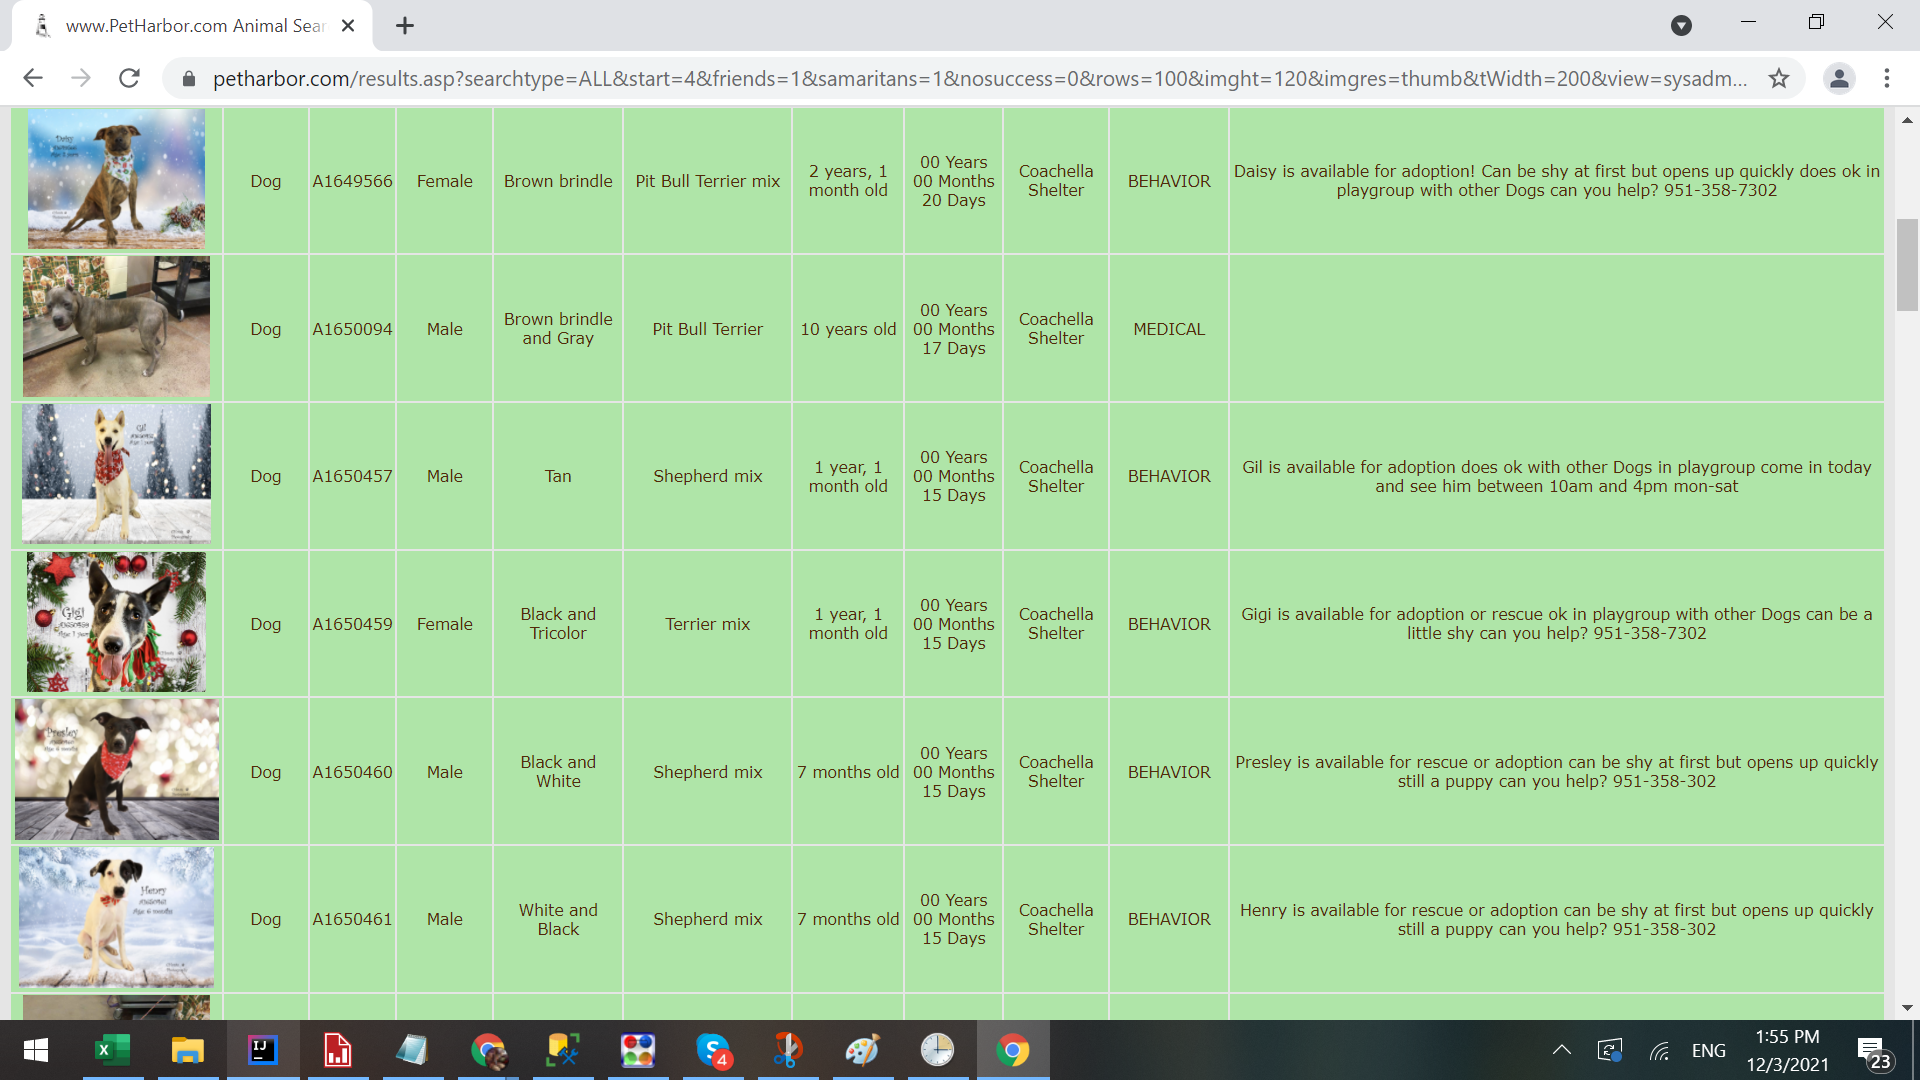 www.PetHarbor.com Animal Sear
petharbor.com/results.asp?searchtype=ALL&start=4&friends=1&samaritans=1&nosuccess=0&rows=100&imght=120&imgres=thumb&tWidth=200&view=sysadm...
Daisy
Dog
A1649566
Female
Brown brindle
Pit Bull Terrier mix
2 years, 1
month old
00 Years
00 Months
20 Days
Coachella
Shelter
BEHAVIOR
Daisy is available for adoption! Can be shy at first but opens up quickly does ok in
playgroup with other Dogs can you help? 951-358-7302
Dog
A1650094
Male
Brown brindle
and Gray
Pit Bull Terrier
10 years old
00 Years
00 Months
17 Days
Coachella
Shelter
MEDICAL
Gil
Dog
A1650457
Male
Tan
Shepherd mix
1 year, 1
month old
00 Years
00 Months
15 Days
Coachella
Shelter
BEHAVIOR
Gil is available for adoption does ok with other Dogs in playgroup come in today
and see him between 10am and 4pm mon-sat
Gigi
Dog
A1650459
Female
Black and
Tricolor
Terrier mix
1 year, 1
month old
00 Years
00 Months
15 Days
Coachella
Shelter
BEHAVIOR
Gigi is available for adoption or rescue ok in playgroup with other Dogs can be a
little shy can you help? 951-358-7302
Presley
Dog
A1650460
Male
Black and
White
Shepherd mix
7 months old
00 Years
00 Months
15 Days
Coachella
Shelter
BEHAVIOR
Presley is available for rescue or adoption can be shy at first but opens up quickly
still a puppy can you help? 951-358-302
Henry
Age 6 months
Dog
A1650461
Male
White and
Black
Shepherd mix
7 months old
00 Years
00 Months
15 Days
Coachella
Shelter
BEHAVIOR
Henry is available for rescue or adoption can be shy at first but opens up quickly
still a puppy can you help? 951-358-302
X
IJ
S
4
ENG
1:55 PM
12/3/2021
23